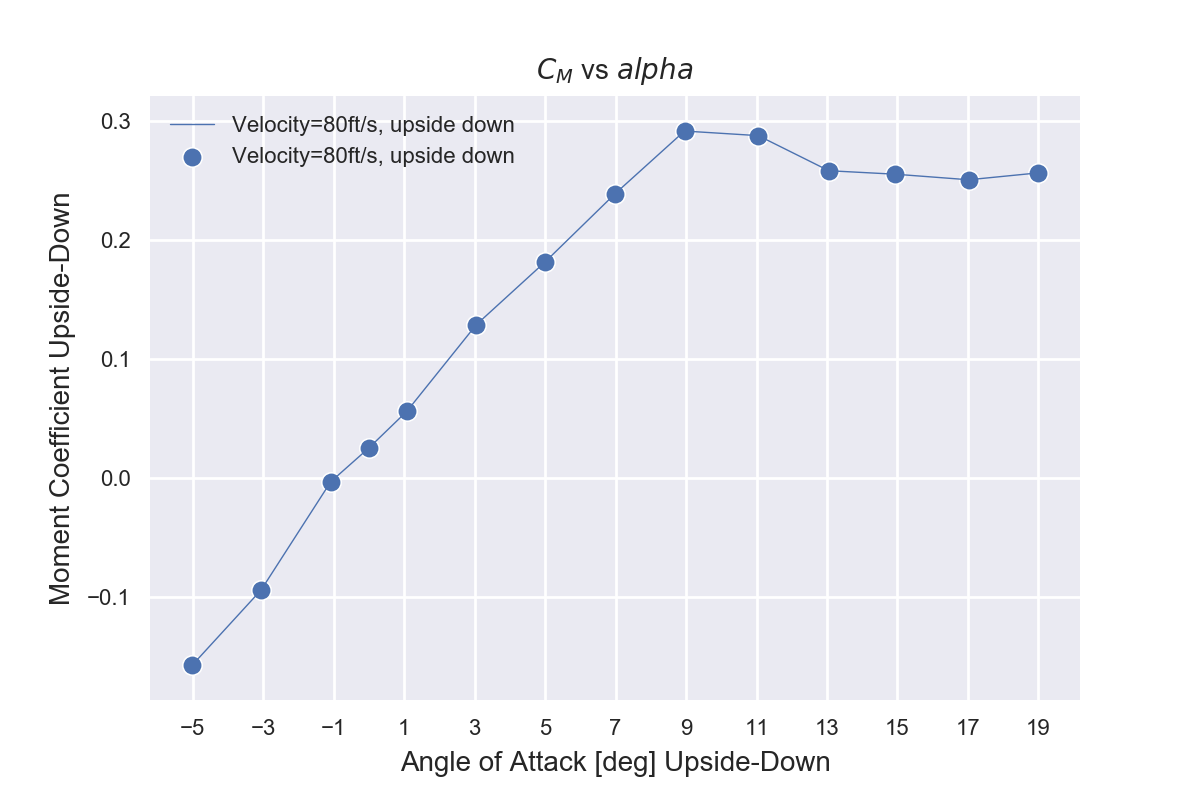 C_M vs alpha
Velocity=80ft/s, upside down
Velocity=80ft/s, upside down
0.3
0.2
0.1
0.0
−0.1
Moment Coefficient Upside-Down
−5 −3 −1 1 3 5 7 9 11 13 15 17 19
Angle of Attack [deg] Upside-Down